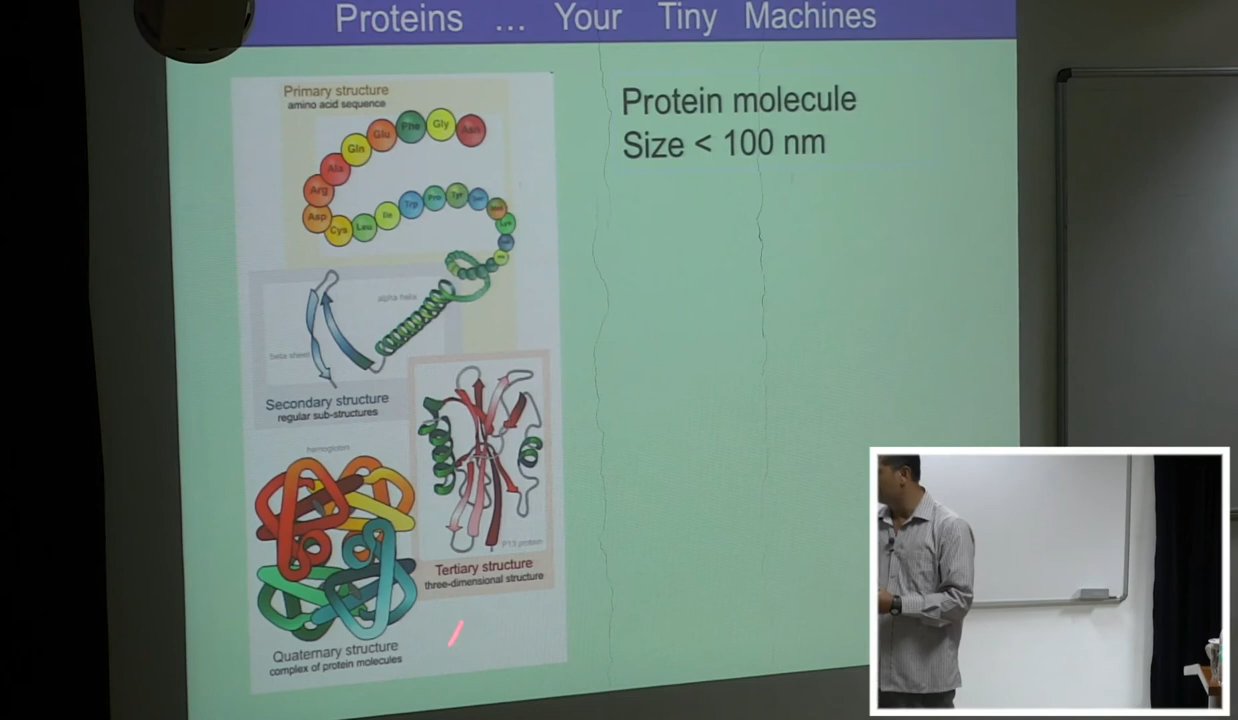 Proteins ... Your Tiny Machines
Primary structure
amino acid sequence
Asn
Gly
Phe
Glu
Gln
Ala
Arg
Asp
Cys
Leu
Ile
Trp
Pro
Tyr
alpha helix
beta sheet
Secondary structure
regular sub-structures
hemoglobin
P13 protein
Tertiary structure
three-dimensional structure
Quaternary structure
complex of protein molecules
Protein molecule
Size < 100 nm